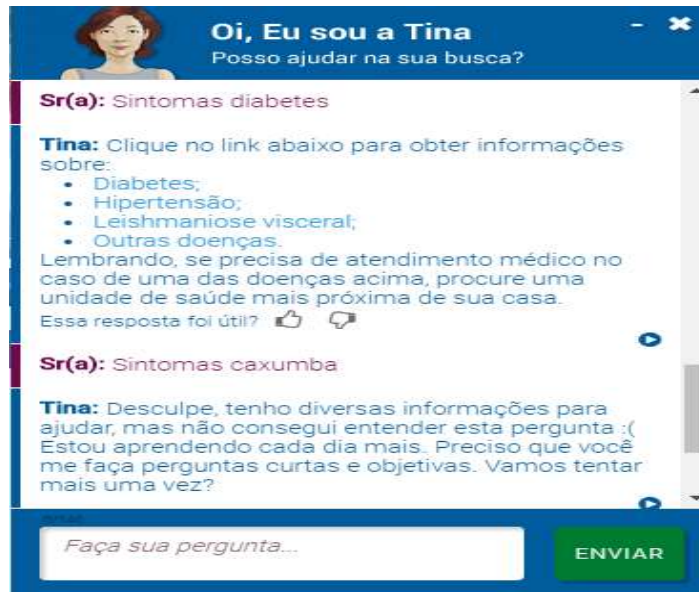 Oi, Eu sou a Tina
Posso ajudar na sua busca?
Sr(a): Sintomas diabetes
Tina: Clique no link abaixo para obter informações
sobre:
• Diabetes;
• Hipertensão;
• Leishmaniose visceral;
• Outras doenças.
Lembrando, se precisa de atendimento médico no
caso de uma das doenças acima, procure uma
unidade de saúde mais próxima de sua casa.
Essa resposta foi útil?
Sr(a): Sintomas caxumba
Tina: Desculpe, tenho diversas informações para
ajudar, mas não consegui entender esta pergunta :(
Estou aprendendo cada dia mais. Preciso que você
me faça perguntas curtas e objetivas. Vamos tentar
mais uma vez?
Faça sua pergunta...
ENVIAR